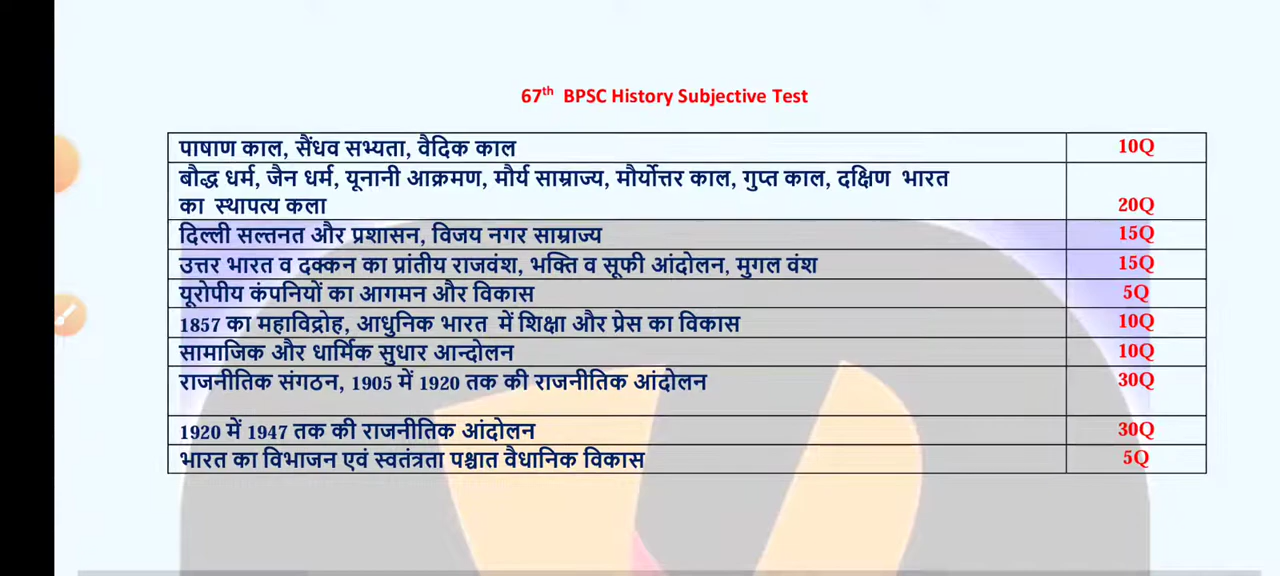 67th BPSC History Subjective Test
पाषाण काल, सैंधव सभ्यता, वैदिक काल 10Q
बौद्ध धर्म, जैन धर्म, यूनानी आक्रमण, मौर्य साम्राज्य, मौर्योत्तर काल, गुप्त काल, दक्षिण भारत
का स्थापत्य कला 20Q
दिल्ली सल्तनत और प्रशासन, विजय नगर साम्राज्य 15Q
उत्तर भारत व दक्कन का प्रांतीय राजवंश, भक्ति व सूफी आंदोलन, मुगल वंश 15Q
यूरोपीय कंपनियों का आगमन और विकास 5Q
1857 का महाविद्रोह, आधुनिक भारत में शिक्षा और प्रेस का विकास 10Q
सामाजिक और धार्मिक सुधार आन्दोलन 10Q
राजनीतिक संगठन, 1905 में 1920 तक की राजनीतिक आंदोलन 30Q
1920 में 1947 तक की राजनीतिक आंदोलन 30Q
भारत का विभाजन एवं स्वतंत्रता पश्चात वैधानिक विकास 5Q